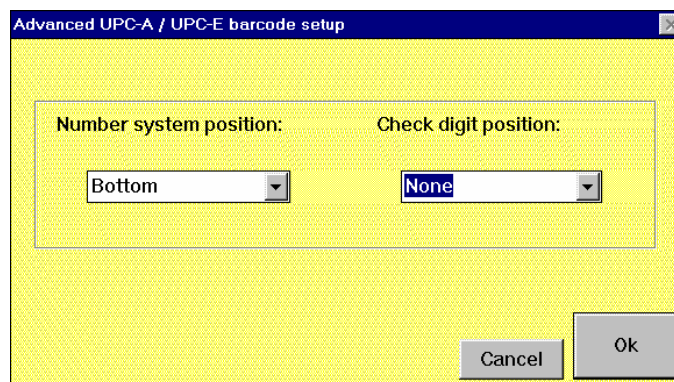 Advanced UPC-A / UPC-E barcode setup
Number system position: Check digit position:
Bottom None
Cancel Ok